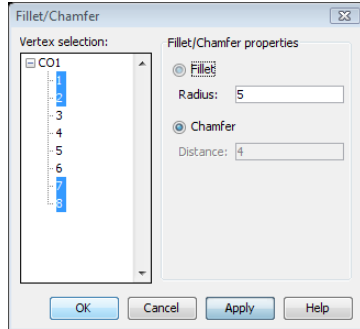 Fillet/Chamfer
Vertex selection:
CO1
1
2
3
4
5
6
7
8
Fillet/Chamfer properties
Fillet
Radius: 5
Chamfer
Distance: 4
OK Cancel Apply Help